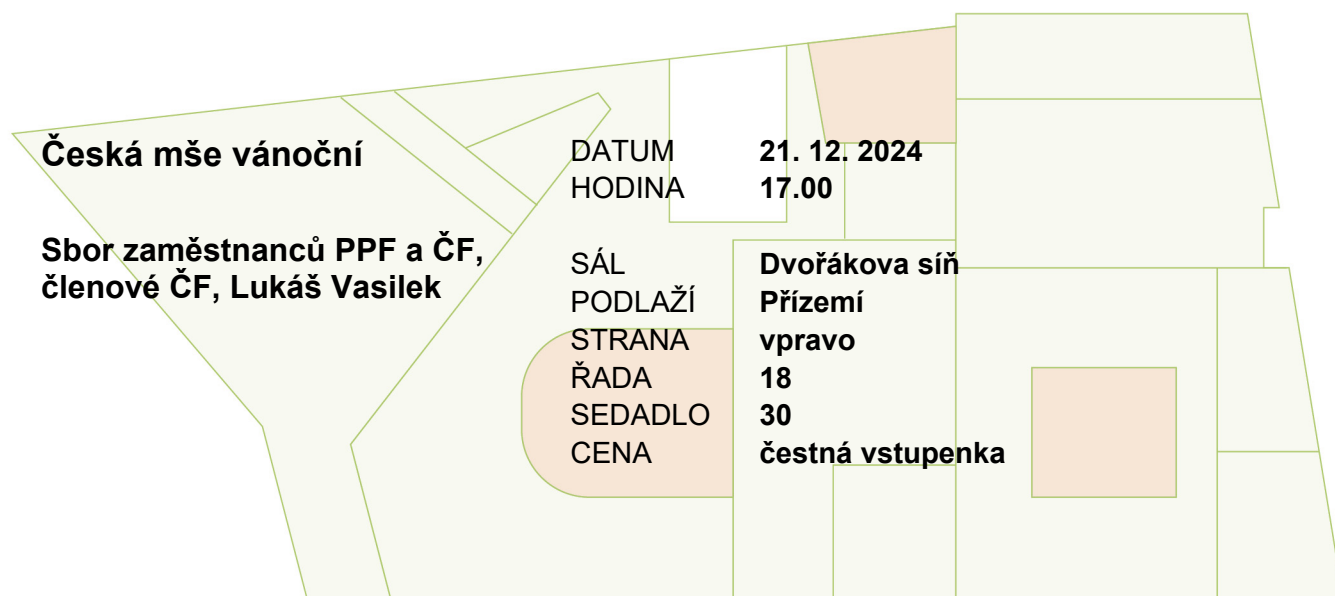 Česká mše vánoční
Sbor zaměstnanců PPF a ČF,
členové ČF, Lukáš Vasilek
DATUM 21. 12. 2024
HODINA 17.00
SÁL Dvořákova síň
PODLAŽÍ Přízemí
STRANA vpravo
ŘADA 18
SEDADLO 30
CENA čestná vstupenka